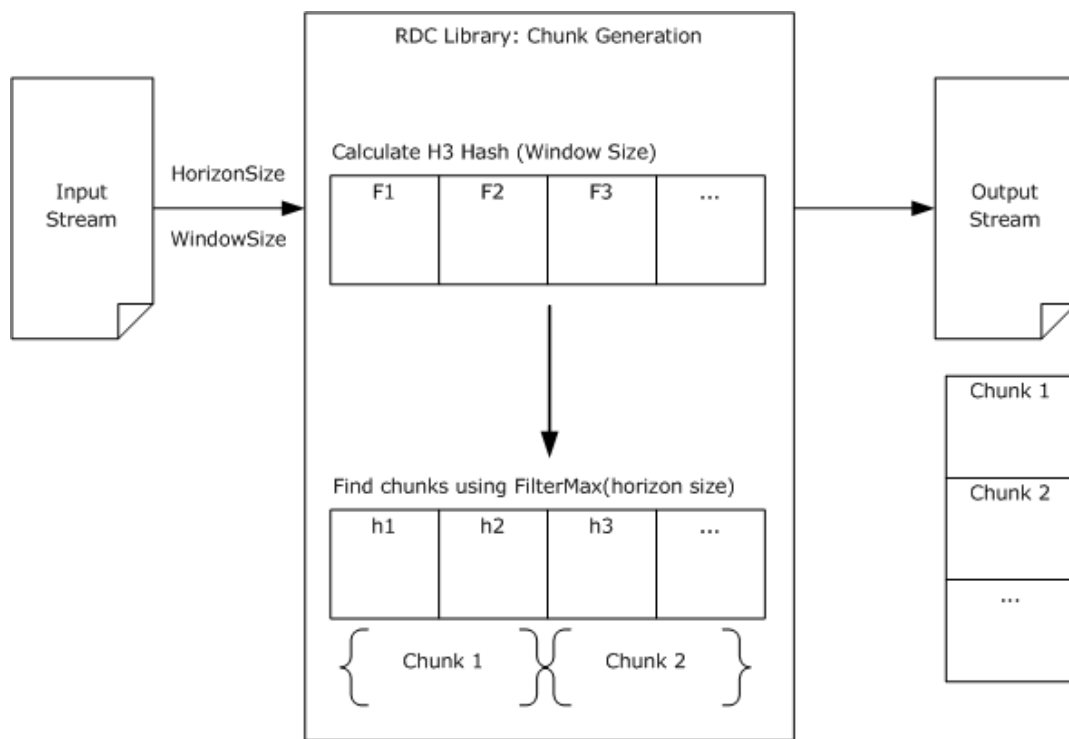 RDC Library: Chunk Generation
Input
Stream
HorizonSize
WindowSize
Calculate H3 Hash (Window Size)
F1 F2 F3 ...
Find chunks using FilterMax(horizon size)
h1 h2 h3 ...
Chunk 1 Chunk 2
Output
Stream
Chunk 1
Chunk 2
...